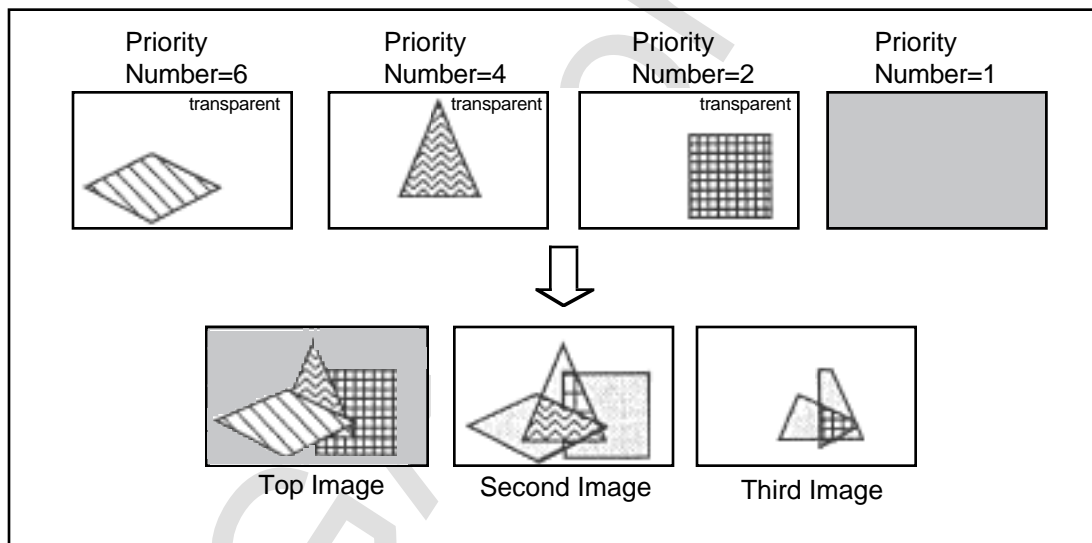 Priority
Number=6
Priority
Number=4
Priority
Number=2
Priority
Number=1
transparent
transparent
transparent
Top Image
Second Image
Third Image